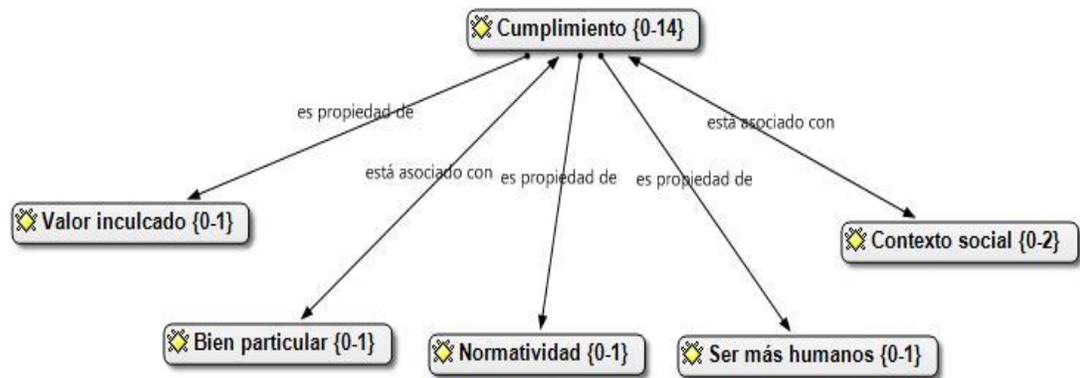 Cumplimiento {0-14}
es propiedad de
está asociado con
está asociado con
es propiedad de
es propiedad de
Valor inculcado {0-1}
Contexto social {0-2}
Bien particular {0-1}
Normatividad {0-1}
Ser más humanos {0-1}